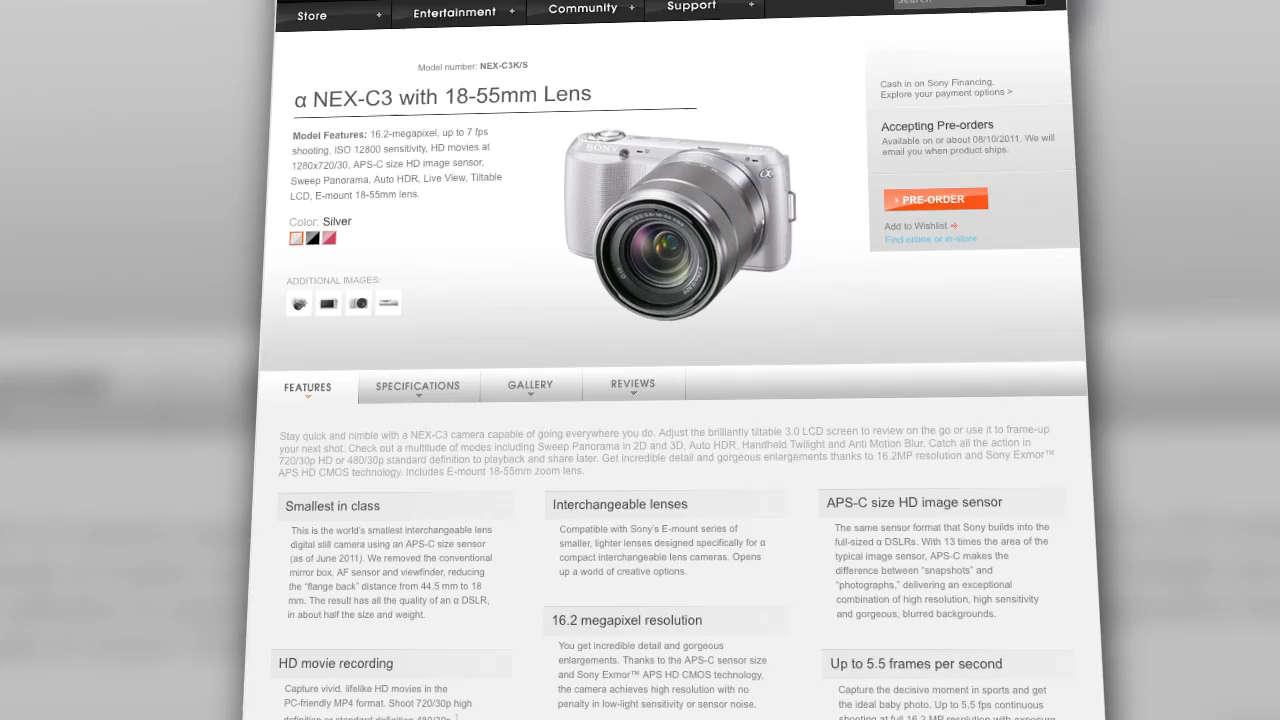 Store +
Entertainment +
Community +
Support +
Search
Model number: NEX-C3K/S
α NEX-C3 with 18-55mm Lens
Model Features: 16.2-megapixel, up to 7 fps
shooting, ISO 12800 sensitivity, HD movies at
1280x720/30, APS-C size HD image sensor,
Sweep Panorama, Auto HDR, Live View, Tiltable
LCD, E-mount 18-55mm lens.
Color: Silver
ADDITIONAL IMAGES:
SONY
α
Cash in on Sony Financing.
Explore your payment options >
Accepting Pre-orders
Available on or about 08/10/2011. We will
email you when product ships.
PRE-ORDER
Add to Wishlist
Find online or in-store
FEATURES
SPECIFICATIONS
GALLERY
REVIEWS
Stay quick and nimble with a NEX-C3 camera capable of going everywhere you do. Adjust the brilliantly tiltable 3.0 LCD screen to review on the go or use it to frame-up
your next shot. Check out a multitude of modes including Sweep Panorama in 2D and 3D, Auto HDR, Handheld Twilight and Anti Motion Blur. Catch all the action in
720/30p HD or 480/30p standard definition to playback and share later. Get incredible detail and gorgeous enlargements thanks to 16.2MP resolution and Sony Exmor™
APS HD CMOS technology. Includes E-mount 18-55mm zoom lens.
Smallest in class
This is the world's smallest interchangeable lens
digital still camera using an APS-C size sensor
(as of June 2011). We removed the conventional
mirror box, AF sensor and viewfinder, reducing
the “flange back” distance from 44.5 mm to 18
mm. The result has all the quality of an α DSLR,
in about half the size and weight.
HD movie recording
Capture vivid, lifelike HD movies in the
PC-friendly MP4 format. Shoot 720/30p high
definition or standard definition 480/30p. 1
Interchangeable lenses
Compatible with Sony's E-mount series of
smaller, lighter lenses designed specifically for α
compact interchangeable lens cameras. Opens
up a world of creative options.
16.2 megapixel resolution
You get incredible detail and gorgeous
enlargements. Thanks to the APS-C sensor size
and Sony Exmor™ APS HD CMOS technology,
the camera achieves high resolution with no
penalty in low-light sensitivity or sensor noise.
APS-C size HD image sensor
The same sensor format that Sony builds into the
full-sized α DSLRs. With 13 times the area of the
typical image sensor, APS-C makes the
difference between “snapshots” and
“photographs,” delivering an exceptional
combination of high resolution, high sensitivity
and gorgeous, blurred backgrounds.
Up to 5.5 frames per second
Capture the decisive moment in sports and get
the ideal baby photo. Up to 5.5 fps continuous
shooting at full 16.2 MP resolution with exposure